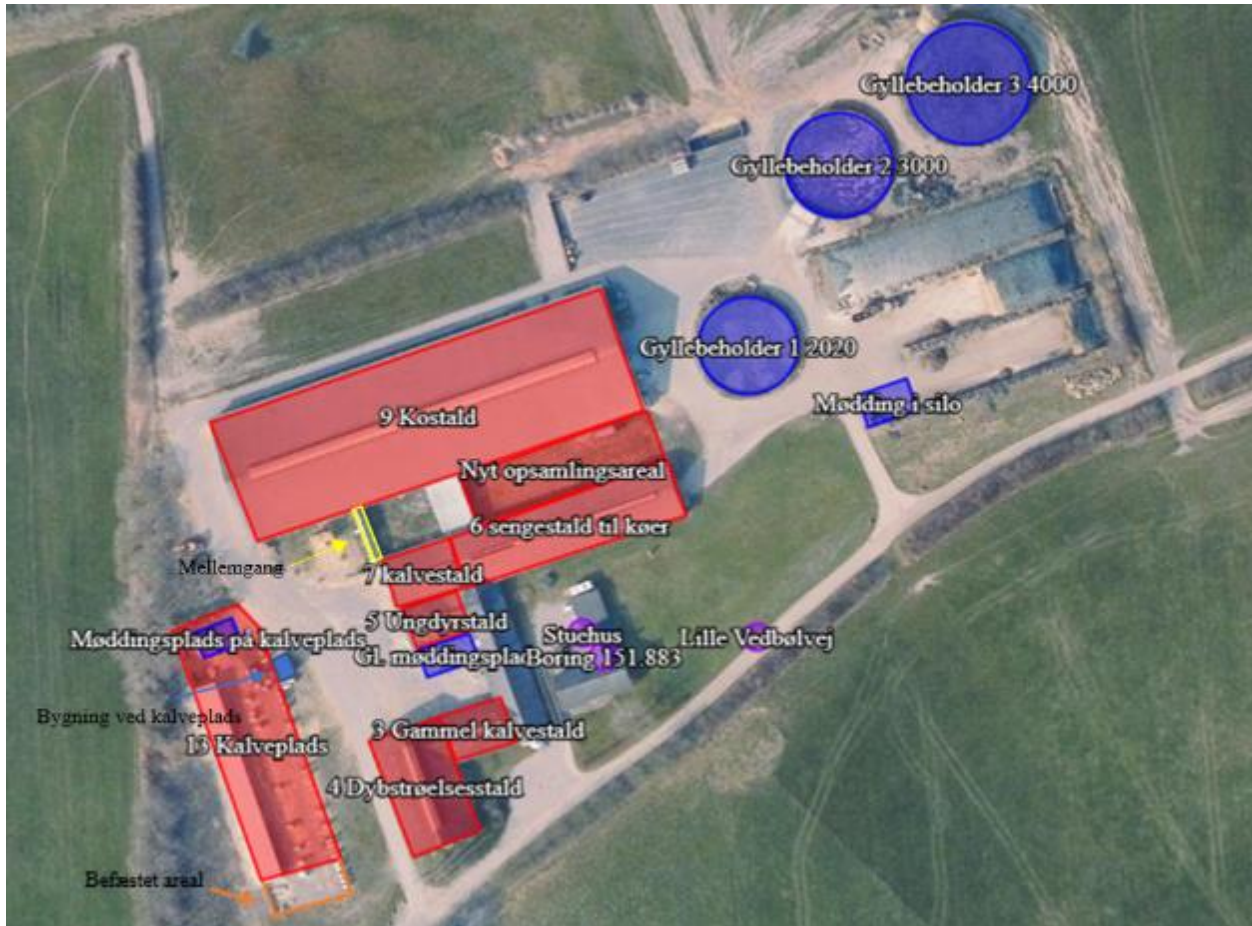 Gyllebeholder 3 4000
Gyllebeholder 2 3000
Gyllebeholder 1 2020
Mødding i silo
9 Kostald
Nyt opsamlingsareal
6 sengestald til køer
Mellemgang
7 kalvestald
5 Ungdyrstald
Stuehus
Lille Vedbølvej
Møddingsplads på kalveplads
Gl. møddingsplad
Boring 151.883
Bygning ved kalveplads
3 Gammel kalvestald
13 Kalveplads
4 Dybstrøelsesstald
Befæstet areal